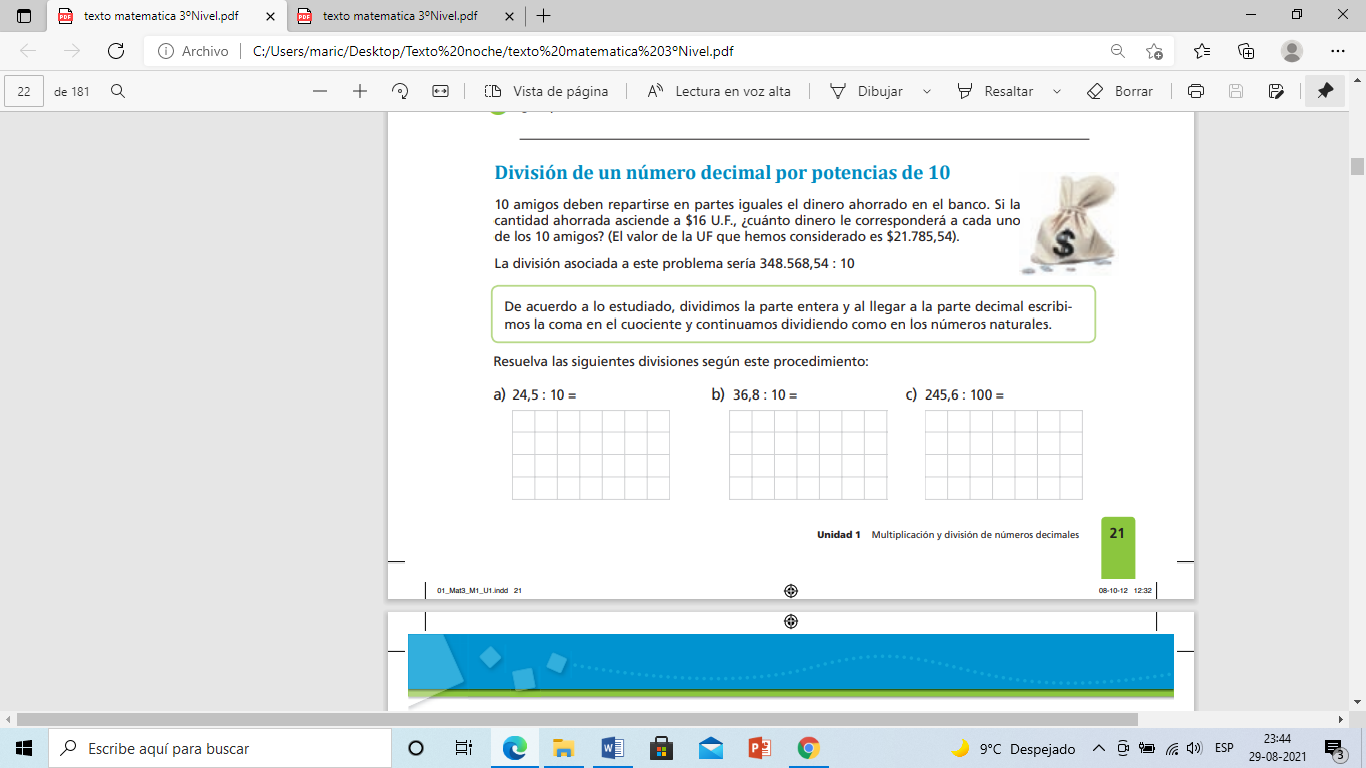 texto matematica 3ºNivel.pdf
texto matematica 3ºNivel.pdf
Archivo
C:/Users/maric/Desktop/Texto%20noche/texto%20matematica%203ºNivel.pdf
22 de 181
Vista de página
Lectura en voz alta
Dibujar
Resaltar
Borrar
División de un número decimal por potencias de 10
10 amigos deben repartirse en partes iguales el dinero ahorrado en el banco. Si la
cantidad ahorrada asciende a $16 U.F., ¿cuánto dinero le corresponderá a cada uno
de los 10 amigos? (El valor de la UF que hemos considerado es $21.785,54).
$
La división asociada a este problema sería 348.568,54 : 10
De acuerdo a lo estudiado, dividimos la parte entera y al llegar a la parte decimal escribi-
mos la coma en el cuociente y continuamos dividiendo como en los números naturales.
Resuelva las siguientes divisiones según este procedimiento:
a) 24,5 : 10 =
b) 36,8 : 10 =
c) 245,6 : 100 =
Unidad 1 Multiplicación y división de números decimales
21
01_Mat3_M1_U1.indd 21
08-10-12 12:32
Escribe aquí para buscar
9°C Despejado
ESP
23:44
29-08-2021
3